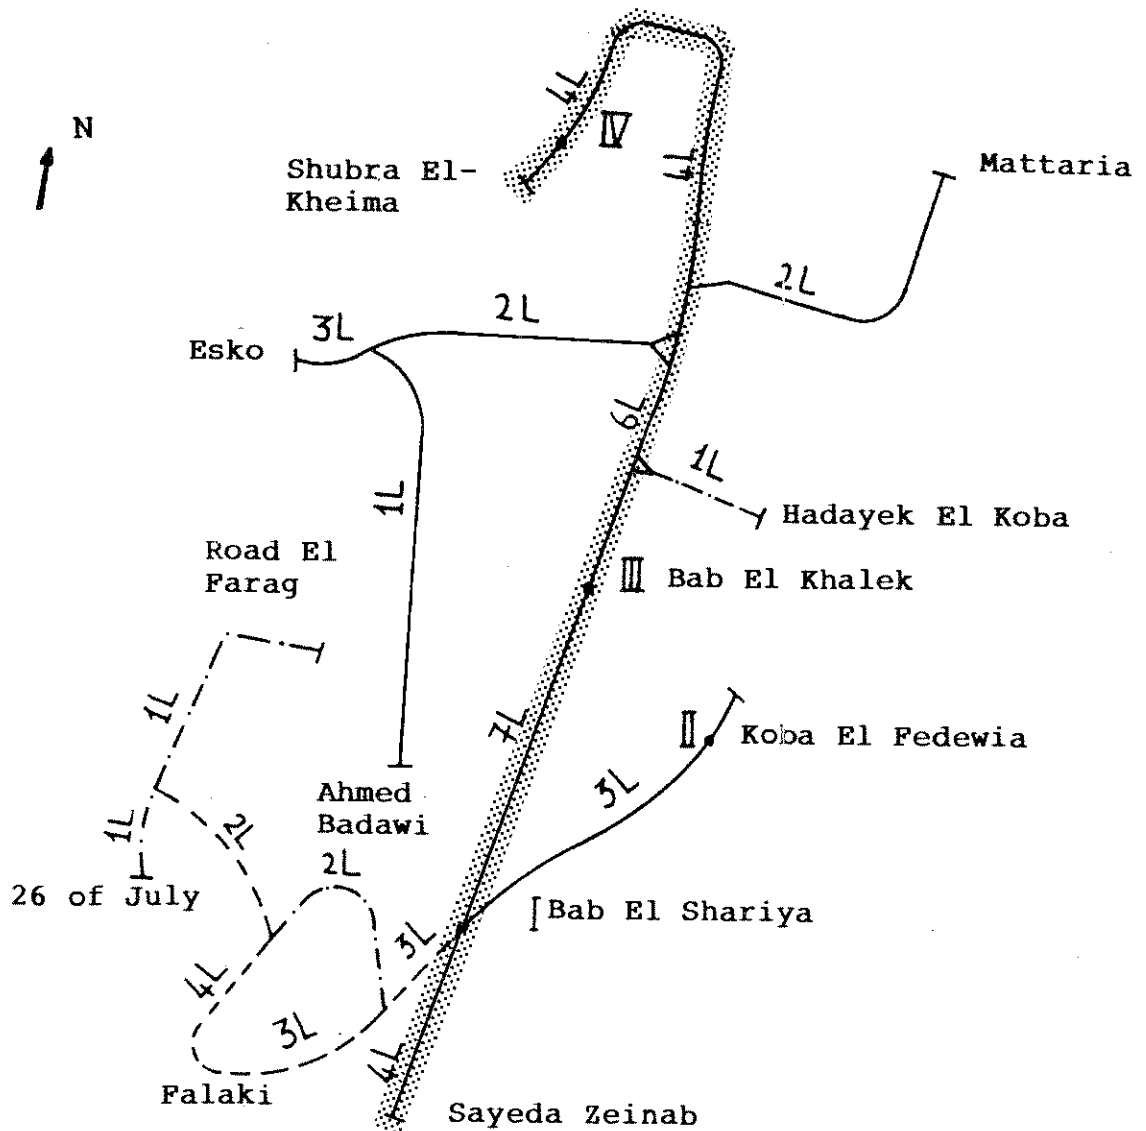 4L
IV
N
Shubra El-
Kheima
4L
Mattaria
2L
3L
2L
Esko
6L
1L
1L
Hadayek El Koba
Road El
Farag
III Bab El Khalek
1L
7L
II Koba El Fedewia
3L
Ahmed
Badawi
1L
2L
2L
26 of July
I Bab El Shariya
3L
4L
3L
4L
Falaki
Sayeda Zeinab